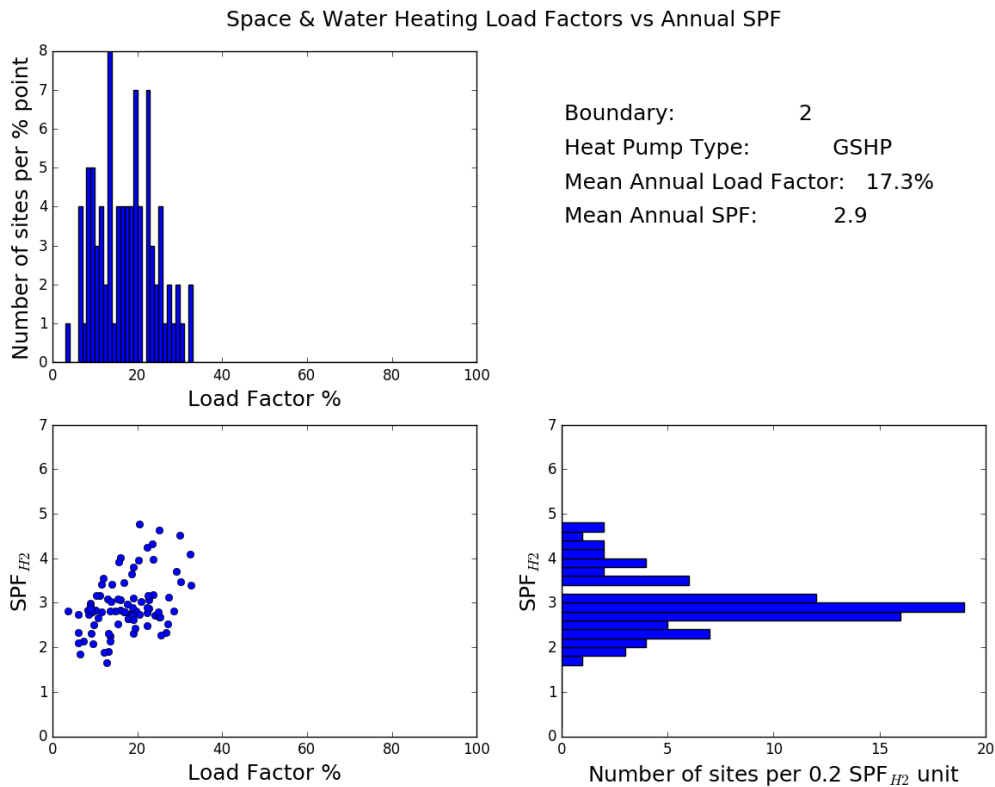 Space & Water Heating Load Factors vs Annual SPF
8
7
6
5
4
3
2
1
0
Number of sites per % point
0 20 40 60 80 100
Load Factor %
Boundary: 2
Heat Pump Type: GSHP
Mean Annual Load Factor: 17.3%
Mean Annual SPF: 2.9
7
6
5
4
3
2
1
0
SPF_H2
0 20 40 60 80 100
Load Factor %
7
6
5
4
3
2
1
0
SPF_H2
0 5 10 15 20
Number of sites per 0.2 SPF_H2 unit